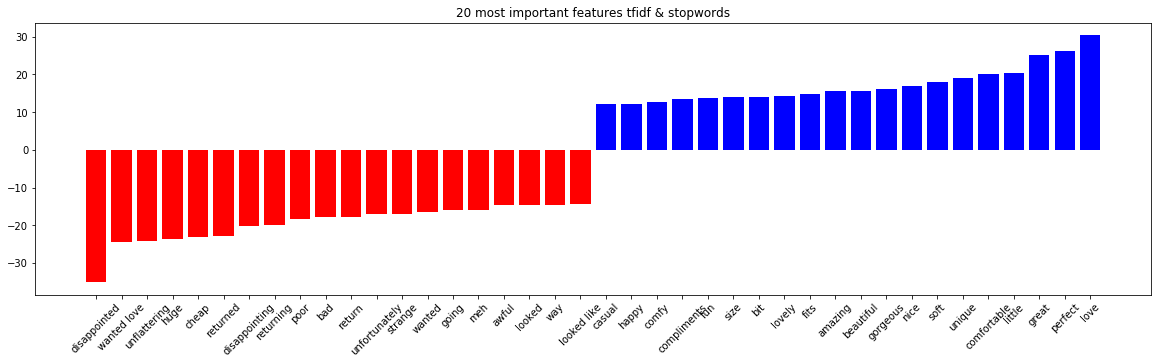 20 most important features tfidf & stopwords
30
20
10
0
−10
−20
−30
disappointed
wanted love
unflattering
huge
cheap
returned
disappointing
returning
poor
bad
return
unfortunately
strange
wanted
going
meh
awful
looked
way
looked like
casual
happy
comfy
compliments
fun
size
bit
lovely
fits
amazing
beautiful
gorgeous
nice
soft
unique
comfortable
little
great
perfect
love